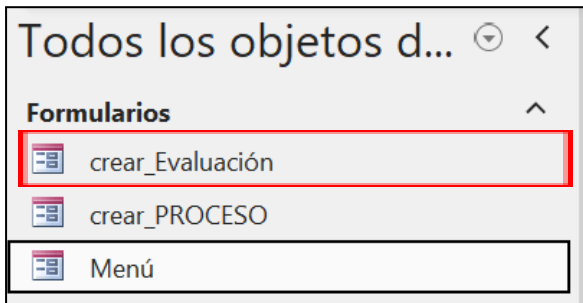 Todos los objetos d...
Formularios
crear_Evaluación
crear_PROCESO
Menú